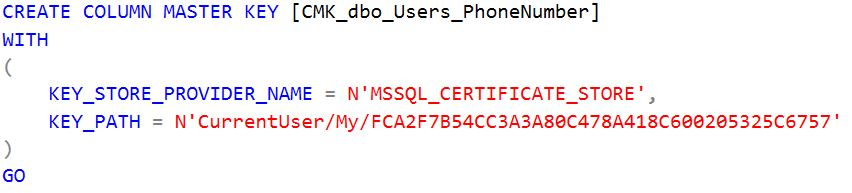 CREATE COLUMN MASTER KEY [CMK_dbo_Users_PhoneNumber]
WITH
(
    KEY_STORE_PROVIDER_NAME = N'MSSQL_CERTIFICATE_STORE',
    KEY_PATH = N'CurrentUser/My/FCA2F7B54CC3A3A80C478A418C600205325C6757'
)
GO